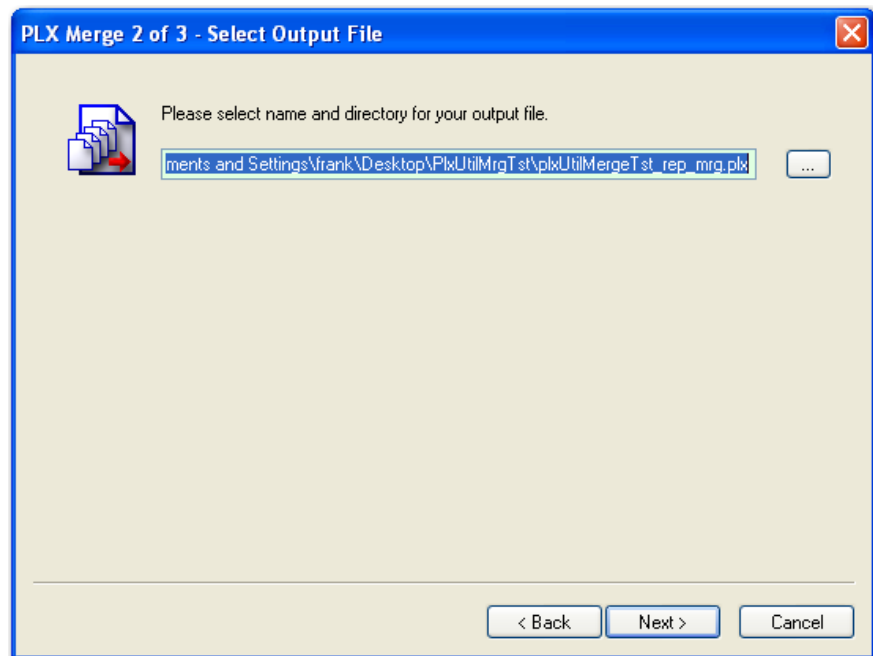 PLX Merge 2 of 3 - Select Output File
Please select name and directory for your output file.
ments and Settings\frank\Desktop\PlxUtilMrgTst\plxUtilMergeTst_rep_mrg.plx
...
< Back
Next >
Cancel